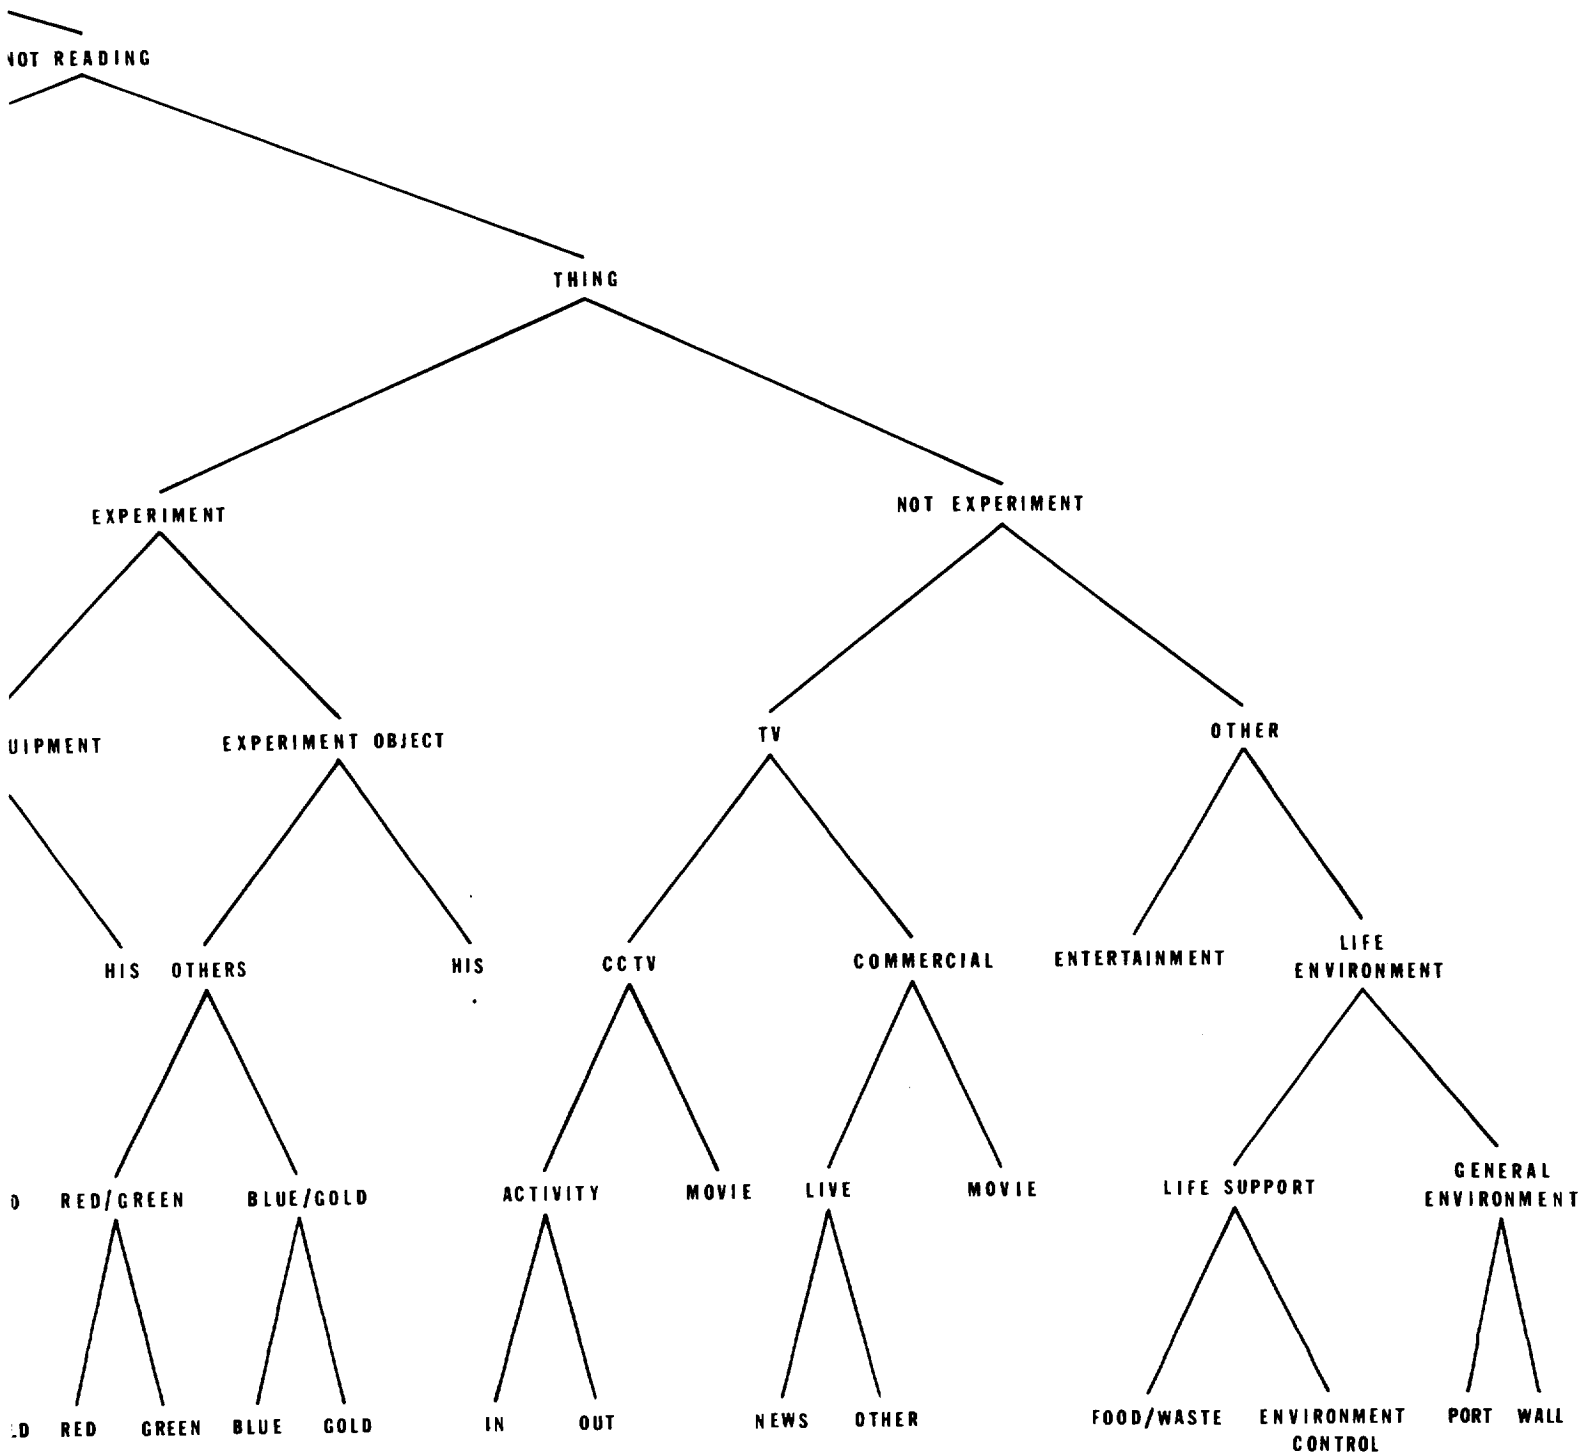 NOT READING
THING
EXPERIMENT
NOT EXPERIMENT
UIPMENT
EXPERIMENT OBJECT
TV
OTHER
HIS
OTHERS
HIS
CCTV
COMMERCIAL
ENTERTAINMENT
LIFE
ENVIRONMENT
RED/GREEN
BLUE/GOLD
ACTIVITY
MOVIE
LIVE
MOVIE
LIFE SUPPORT
GENERAL
ENVIRONMENT
LD
RED
GREEN
BLUE
GOLD
IN
OUT
NEWS
OTHER
FOOD/WASTE
ENVIRONMENT
CONTROL
PORT
WALL